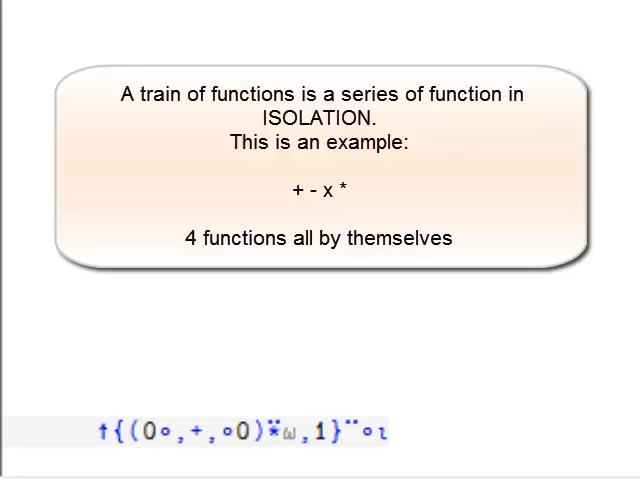 A train of functions is a series of function in
ISOLATION.
This is an example:
+ - x *
4 functions all by themselves
↑{(0∘,+,∘0)⍣⍵,1}¨∘⍳